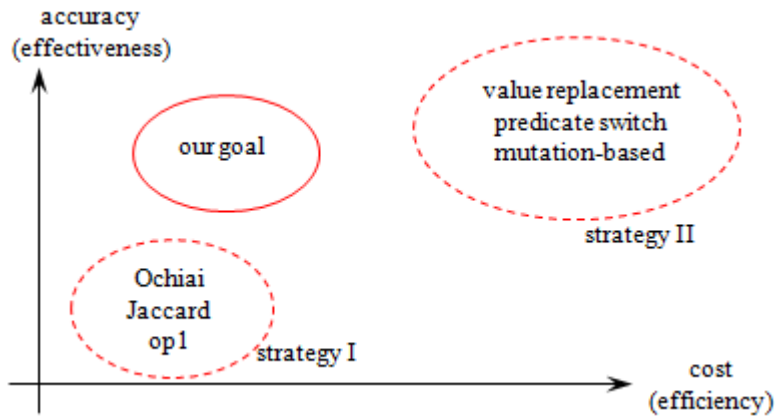 accuracy
(effectiveness)
value replacement
predicate switch
mutation-based
our goal
strategy II
Ochiai
Jaccard
op1
strategy I
cost
(efficiency)